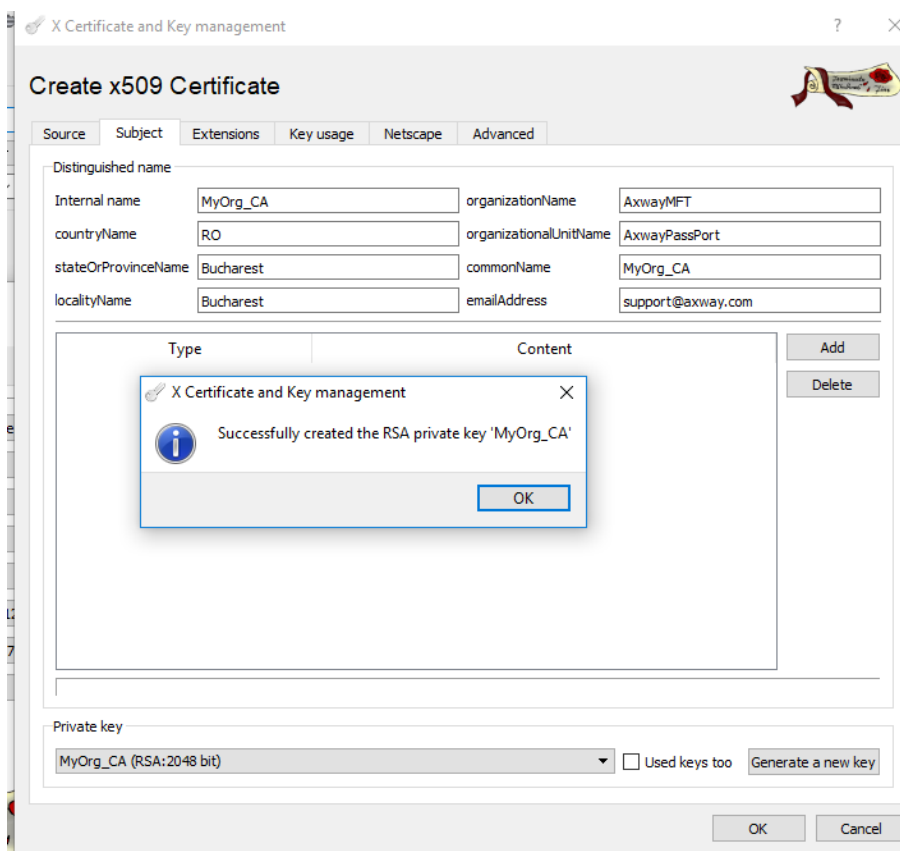 X Certificate and Key management
?
Create x509 Certificate
Source Subject Extensions Key usage Netscape Advanced
Distinguished name
Internal name MyOrg_CA organizationName AxwayMFT
countryName RO organizationalUnitName AxwayPassPort
stateOrProvinceName Bucharest commonName MyOrg_CA
localityName Bucharest emailAddress support@axway.com
Type Content Add
Delete
X Certificate and Key management
Successfully created the RSA private key 'MyOrg_CA'
OK
Private key
MyOrg_CA (RSA:2048 bit) Used keys too Generate a new key
OK Cancel